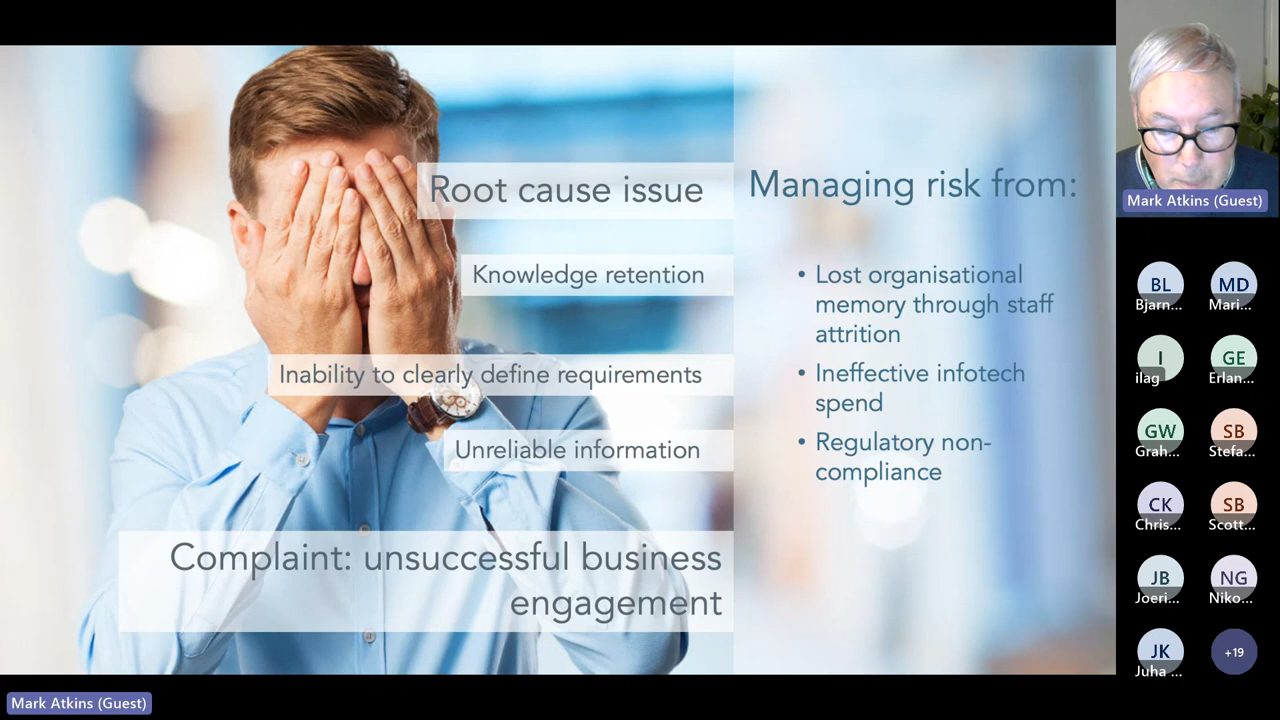 Root cause issue
Knowledge retention
Inability to clearly define requirements
Unreliable information
Complaint: unsuccessful business
engagement
Managing risk from:
• Lost organisational
memory through staff
attrition
• Ineffective infotech
spend
• Regulatory non-
compliance
Mark Atkins (Guest)
BL
Bjarn...
MD
Mari...
I
ilag
GE
Erlan...
GW
Grah...
SB
Stefa...
CK
Chris...
SB
Scott...
JB
Joeri...
NG
Niko...
JK
Juha ...
+19
Mark Atkins (Guest)